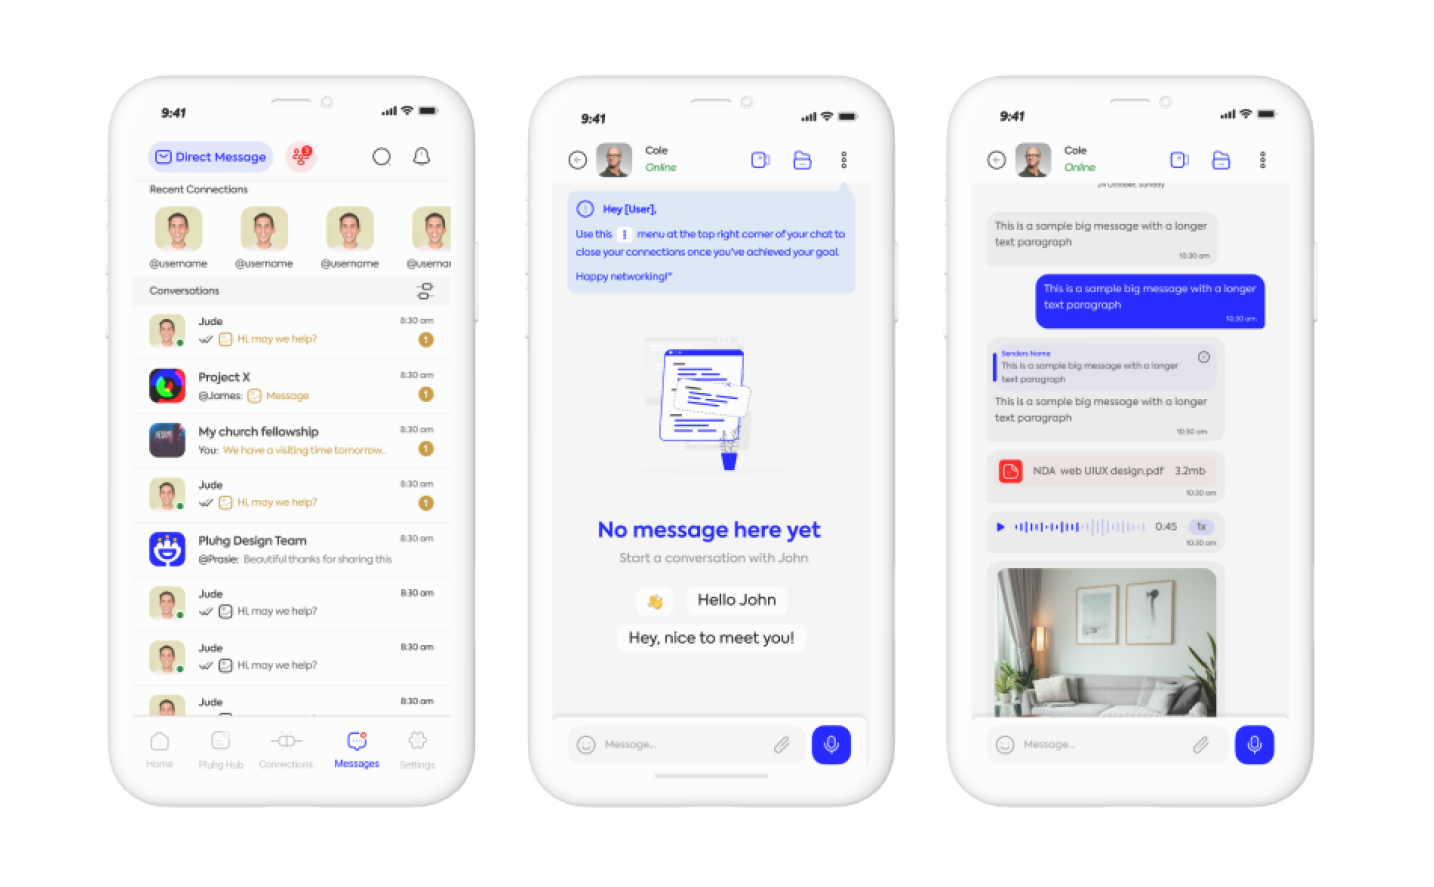 9:41
Direct Message
3
Recent Connections
@username
@username
@username
@usernar
Conversations
Jude
8:30 am
Hi, may we help?
1
Project X
8:30 am
@James:
Message
1
My church fellowship
8:30 am
You: We have a visiting time tomorrow..
1
Jude
8:30 am
Hi, may we help?
1
Pluhg Design Team
8:30 am
@Prasie: Beautiful thanks for sharing this
Jude
8:30 am
Hi, may we help?
Jude
8:30 am
Hi, may we help?
Jude
8:30 am
Home
Pluhg Hub
Connections
Messages
Settings
9:41
Cole
Online
Hey [User],
Use this
menu at the top right corner of your chat to
close your connections once you've achieved your goal.
Happy networking!"
No message here yet
Start a conversation with John
Hello John
Hey, nice to meet you!
Message...
9:41
Cole
Online
24 October, sunday
This is a sample big message with a longer
text paragraph
10:30 am
This is a sample big message with a longer
text paragraph
10:30 am
Senders Name
This is a sample big message with a longer
text paragraph
This is a sample big message with a longer
text paragraph
10:30 am
NDA web UIUX design.pdf
3.2mb
10:30 am
0:45
1x
10:30 am
Message...